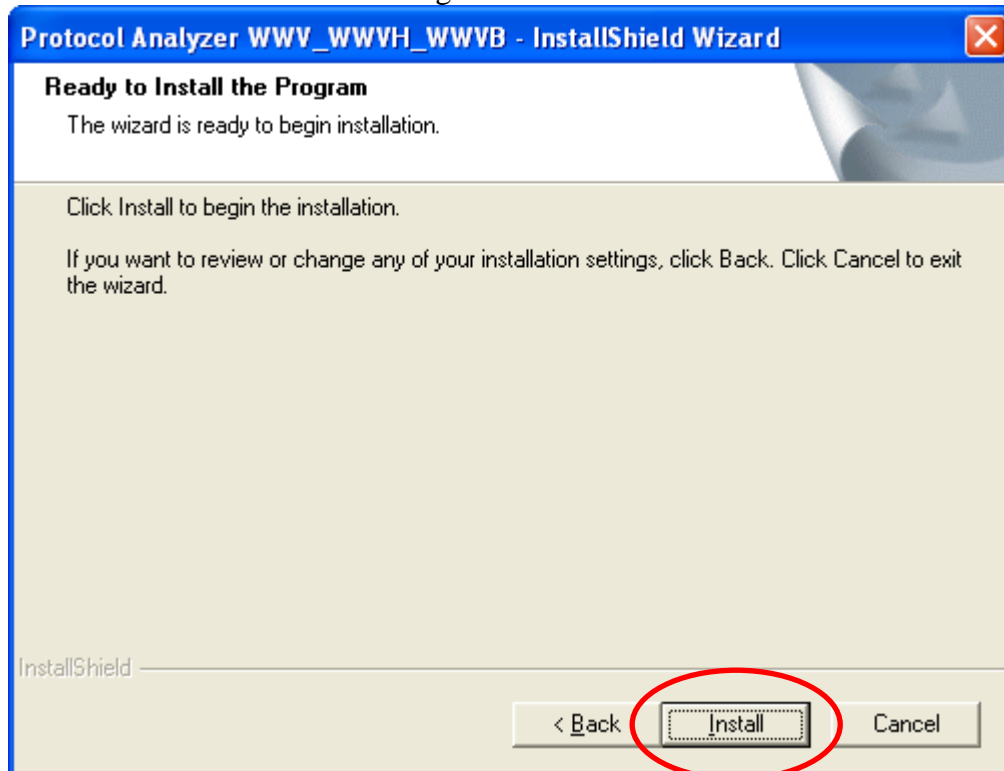 Protocol Analyzer WWV_WWVH_WWVB - InstallShield Wizard
Ready to Install the Program
The wizard is ready to begin installation.
Click Install to begin the installation.
If you want to review or change any of your installation settings, click Back. Click Cancel to exit
the wizard.
InstallShield
< Back Install Cancel